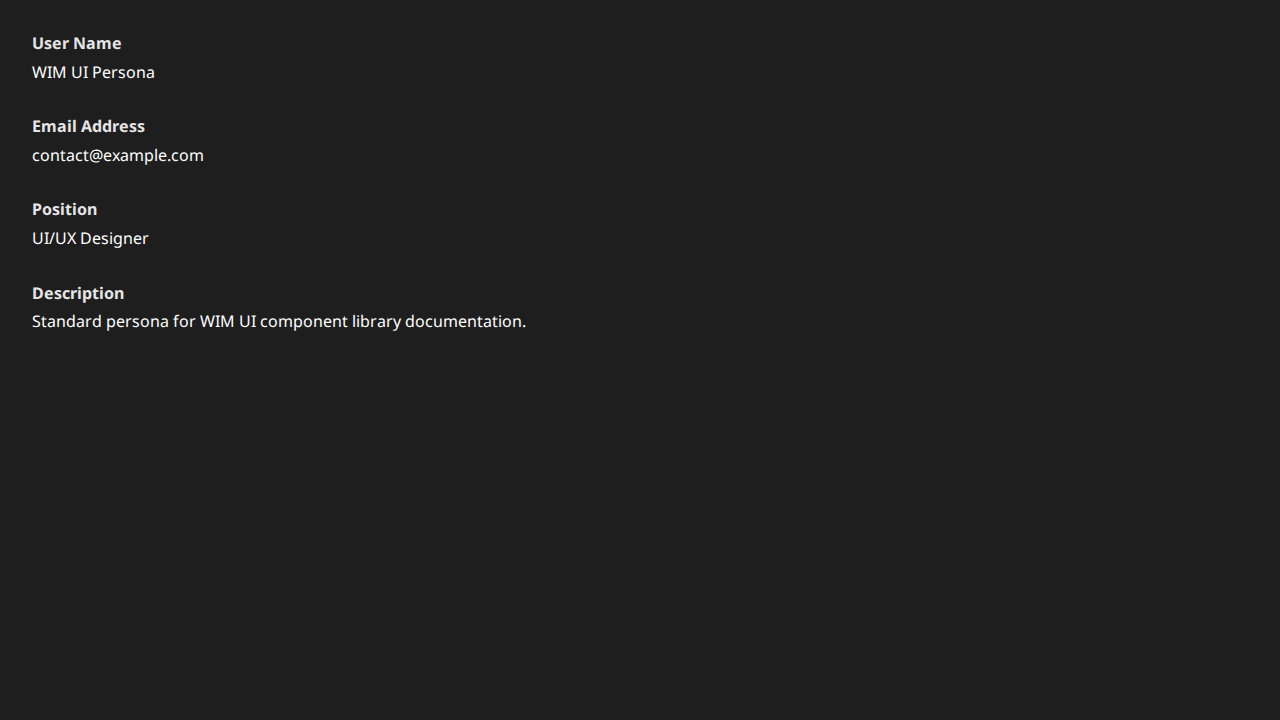 User Name
WIM UI Persona
Email Address
contact@example.com
Position
UI/UX Designer
Description
Standard persona for WIM UI component library documentation.